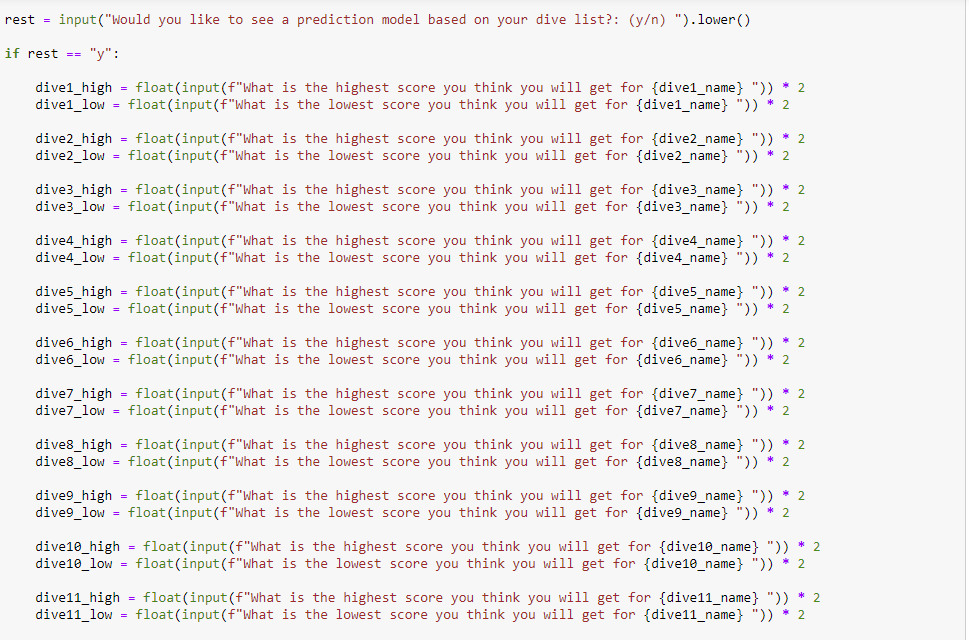 rest = input("Would you like to see a prediction model based on your dive list?: (y/n) ").lower()
if rest == "y":
dive1_high = float(input(f"What is the highest score you think you will get for {dive1_name} ")) * 2
dive1_low = float(input(f"What is the lowest score you think you will get for {dive1_name} ")) * 2
dive2_high = float(input(f"What is the highest score you think you will get for {dive2_name} ")) * 2
dive2_low = float(input(f"What is the lowest score you think you will get for {dive2_name} ")) * 2
dive3_high = float(input(f"What is the highest score you think you will get for {dive3_name} ")) * 2
dive3_low = float(input(f"What is the lowest score you think you will get for {dive3_name} ")) * 2
dive4_high = float(input(f"What is the highest score you think you will get for {dive4_name} ")) * 2
dive4_low = float(input(f"What is the lowest score you think you will get for {dive4_name} ")) * 2
dive5_high = float(input(f"What is the highest score you think you will get for {dive5_name} ")) * 2
dive5_low = float(input(f"What is the lowest score you think you will get for {dive5_name} ")) * 2
dive6_high = float(input(f"What is the highest score you think you will get for {dive6_name} ")) * 2
dive6_low = float(input(f"What is the lowest score you think you will get for {dive6_name} ")) * 2
dive7_high = float(input(f"What is the highest score you think you will get for {dive7_name} ")) * 2
dive7_low = float(input(f"What is the lowest score you think you will get for {dive7_name} ")) * 2
dive8_high = float(input(f"What is the highest score you think you will get for {dive8_name} ")) * 2
dive8_low = float(input(f"What is the lowest score you think you will get for {dive8_name} ")) * 2
dive9_high = float(input(f"What is the highest score you think you will get for {dive9_name} ")) * 2
dive9_low = float(input(f"What is the lowest score you think you will get for {dive9_name} ")) * 2
dive10_high = float(input(f"What is the highest score you think you will get for {dive10_name} ")) * 2
dive10_low = float(input(f"What is the lowest score you think you will get for {dive10_name} ")) * 2
dive11_high = float(input(f"What is the highest score you think you will get for {dive11_name} ")) * 2
dive11_low = float(input(f"What is the lowest score you think you will get for {dive11_name} ")) * 2